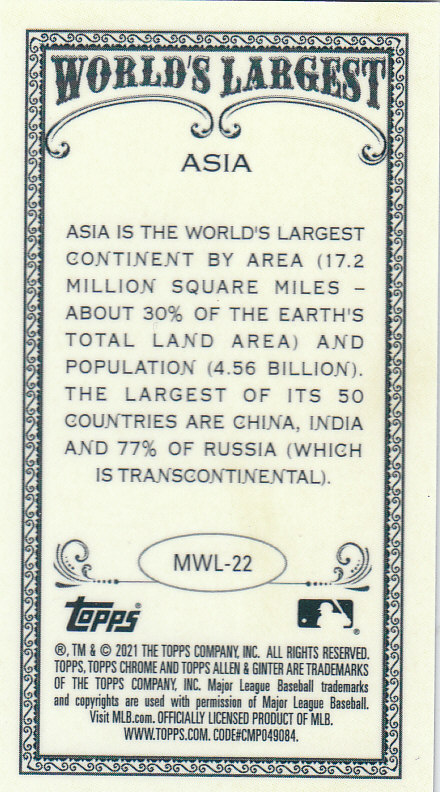 WORLD'S LARGEST
ASIA
ASIA IS THE WORLD'S LARGEST
CONTINENT BY AREA (17.2
MILLION SQUARE MILES –
ABOUT 30% OF THE EARTH'S
TOTAL LAND AREA) AND
POPULATION (4.56 BILLION).
THE LARGEST OF ITS 50
COUNTRIES ARE CHINA, INDIA
AND 77% OF RUSSIA (WHICH
IS TRANSCONTINENTAL).
MWL-22
topps®
®
®, TM & © 2021 THE TOPPS COMPANY, INC. ALL RIGHTS RESERVED.
TOPPS, TOPPS CHROME AND TOPPS ALLEN & GINTER ARE TRADEMARKS
OF THE TOPPS COMPANY, INC. Major League Baseball trademarks
and copyrights are used with permission of Major League Baseball.
Visit MLB.com. OFFICIALLY LICENSED PRODUCT OF MLB.
WWW.TOPPS.COM. CODE#CMP049084.